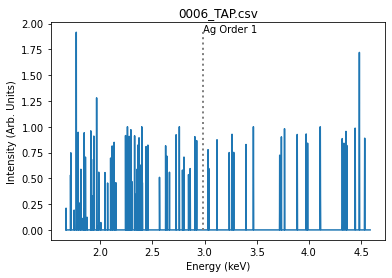 0006_TAP.csv
Ag Order 1
Intensity (Arb. Units)
2.00
1.75
1.50
1.25
1.00
0.75
0.50
0.25
0.00
2.0 2.5 3.0 3.5 4.0 4.5
Energy (keV)